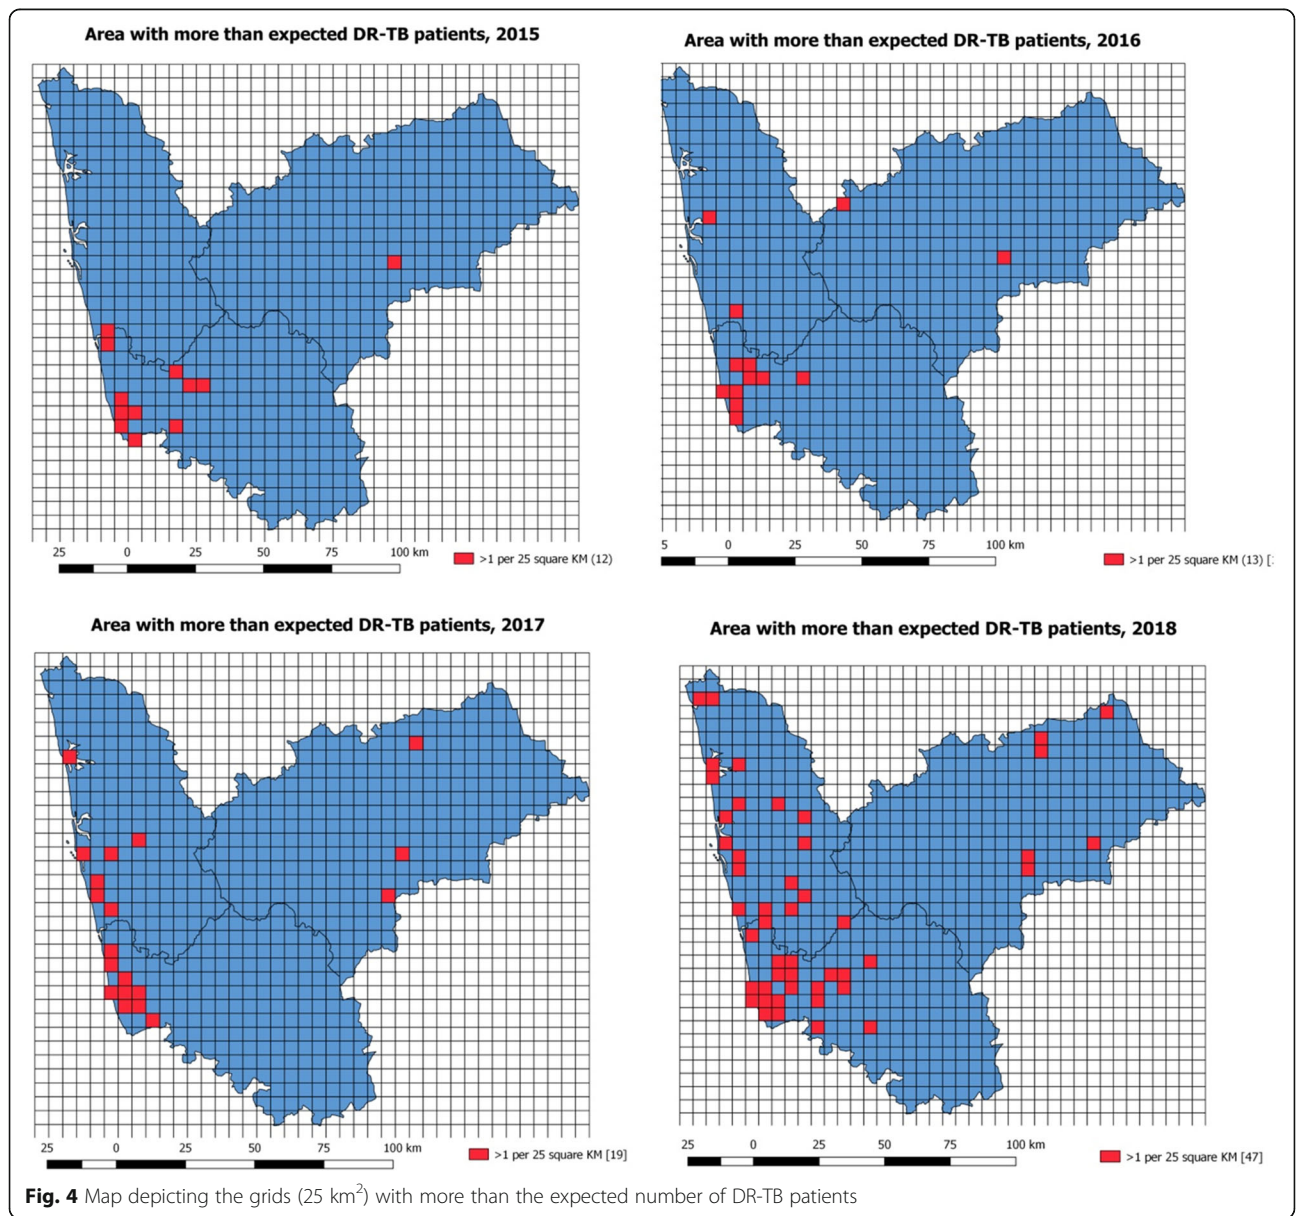 Area with more than expected DR-TB patients, 2015
Area with more than expected DR-TB patients, 2016
25 0 25 50 75 100 km
>1 per 25 square KM (12)
5 0 25 50 75 100 km
>1 per 25 square KM (13) [:
Area with more than expected DR-TB patients, 2017
Area with more than expected DR-TB patients, 2018
25 0 25 50 75 100 km
>1 per 25 square KM [19]
25 0 25 50 75 100 km
>1 per 25 square KM [47]
Fig. 4 Map depicting the grids (25 km²) with more than the expected number of DR-TB patients